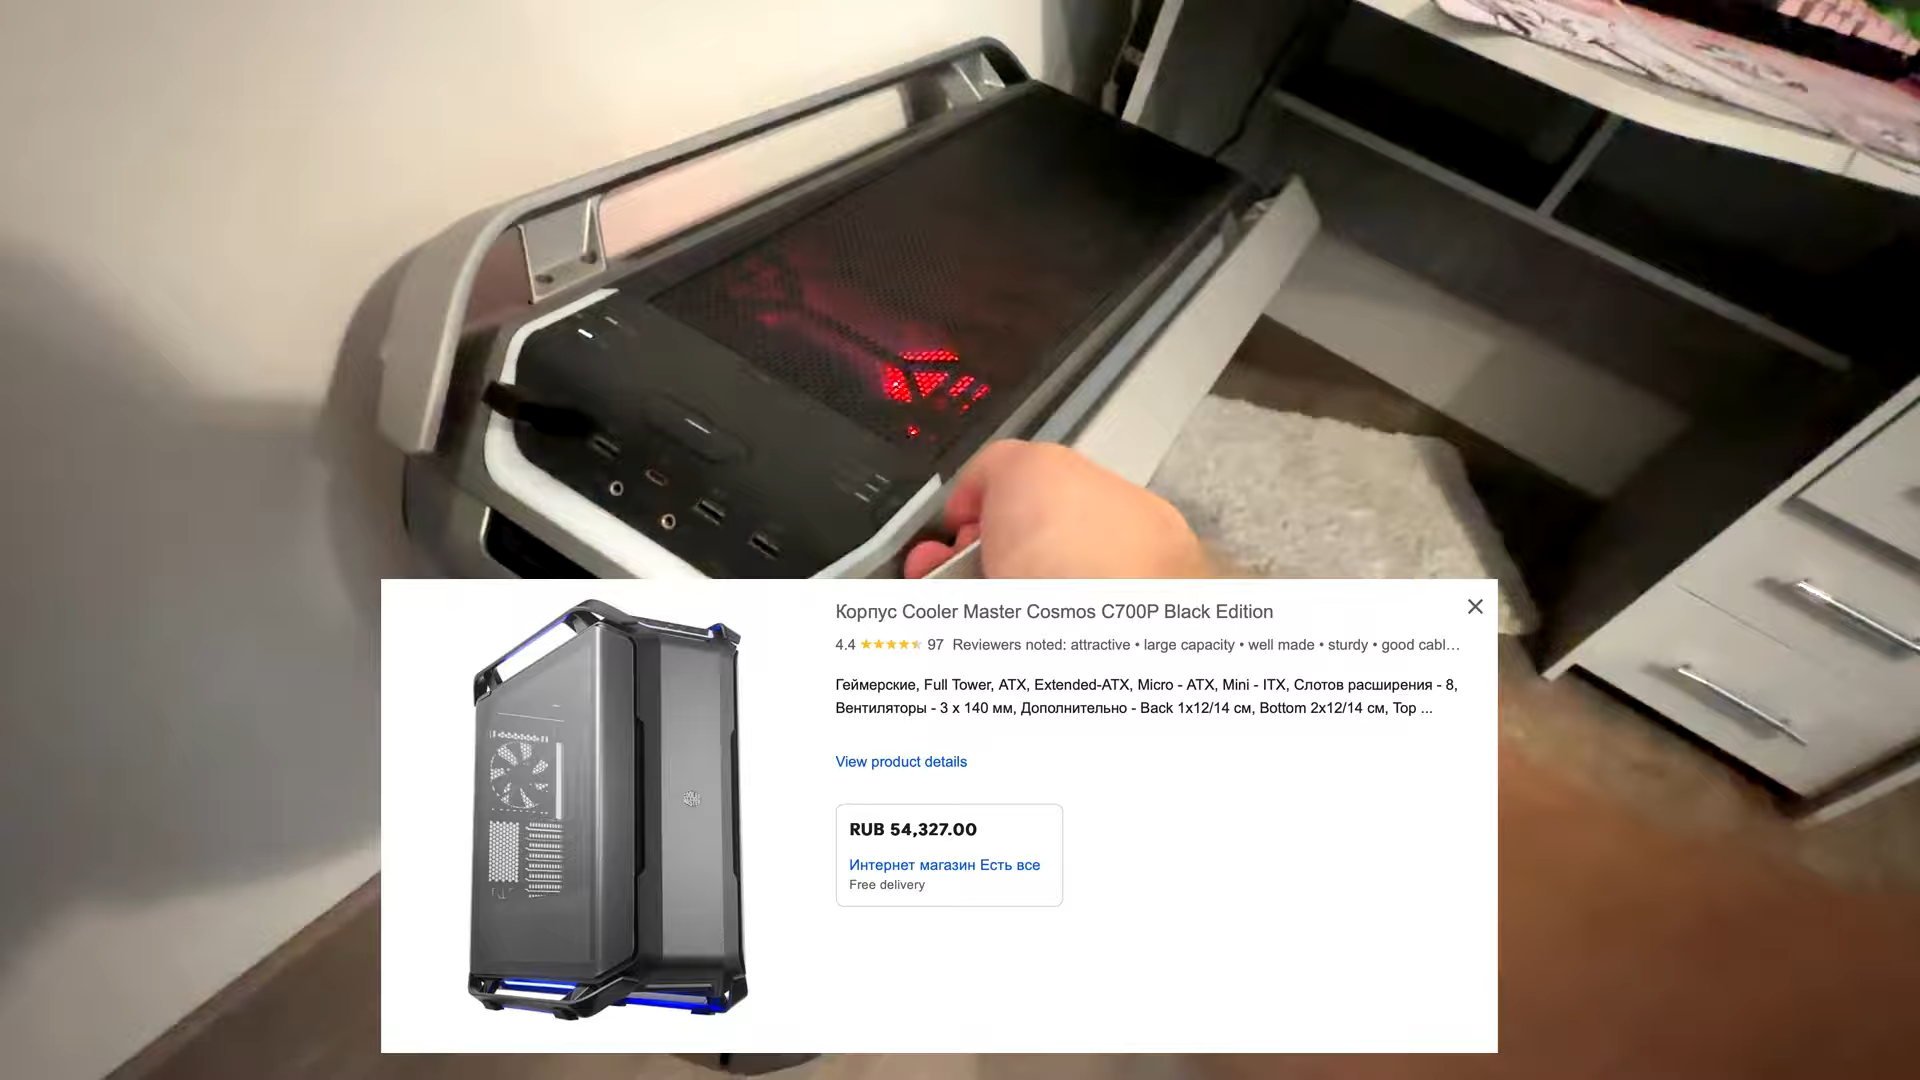 Корпус Cooler Master Cosmos C700P Black Edition
4.4 ★★★★★ 97 Reviewers noted: attractive • large capacity • well made • sturdy • good cabl...
Геймерские, Full Tower, ATX, Extended-ATX, Micro - ATX, Mini - ITX, Слотов расширения - 8,
Вентиляторы - 3 x 140 мм, Дополнительно - Back 1x12/14 см, Bottom 2x12/14 см, Top ...
View product details
RUB 54,327.00
Интернет магазин Есть все
Free delivery
COOLER
MASTER